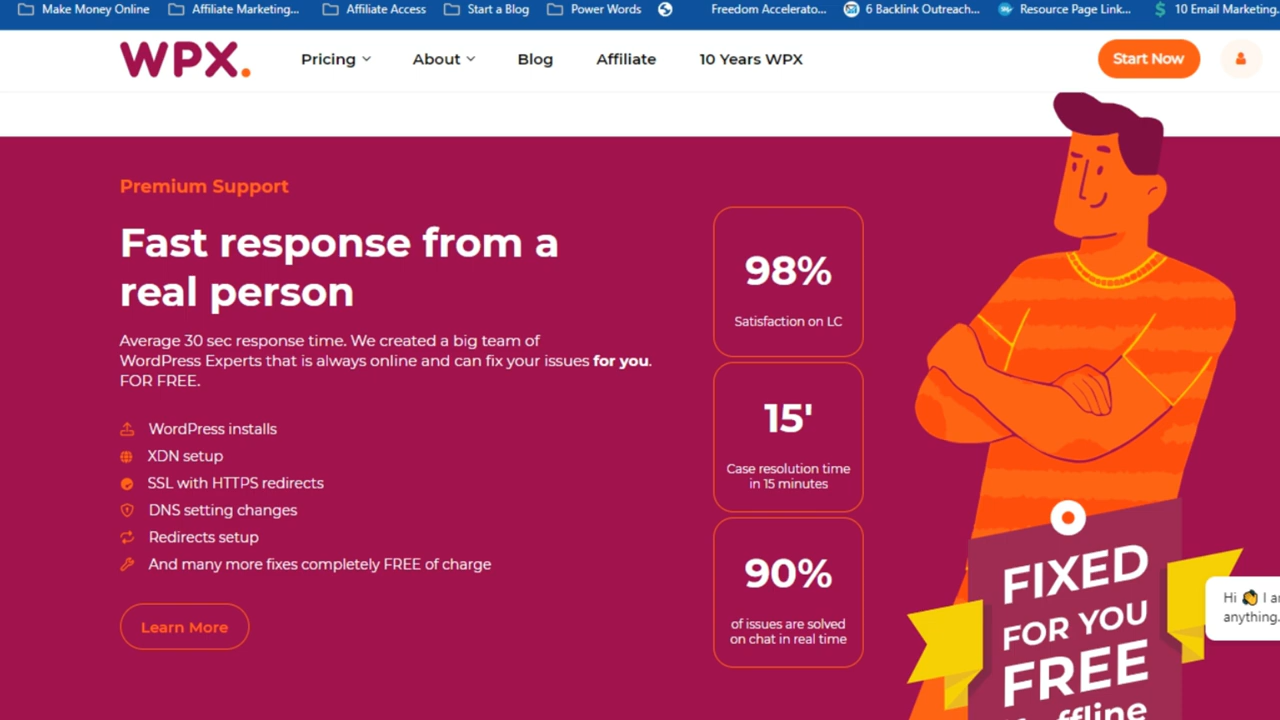 Make Money Online Affiliate Marketing... Affiliate Access Start a Blog Power Words Freedom Accelerato... 6 Backlink Outreach... Resource Page Link... 10 Email Marketing.
WPX. Pricing About Blog Affiliate 10 Years WPX Start Now
Premium Support
Fast response from a
real person
Average 30 sec response time. We created a big team of
WordPress Experts that is always online and can fix your issues for you.
FOR FREE.
WordPress installs
XDN setup
SSL with HTTPS redirects
DNS setting changes
Redirects setup
And many more fixes completely FREE of charge
Learn More
98%
Satisfaction on LC
15'
Case resolution time
in 15 minutes
90%
of issues are solved
on chat in real time
FIXED
FOR YOU
FREE
Hi 👋 I
anything.